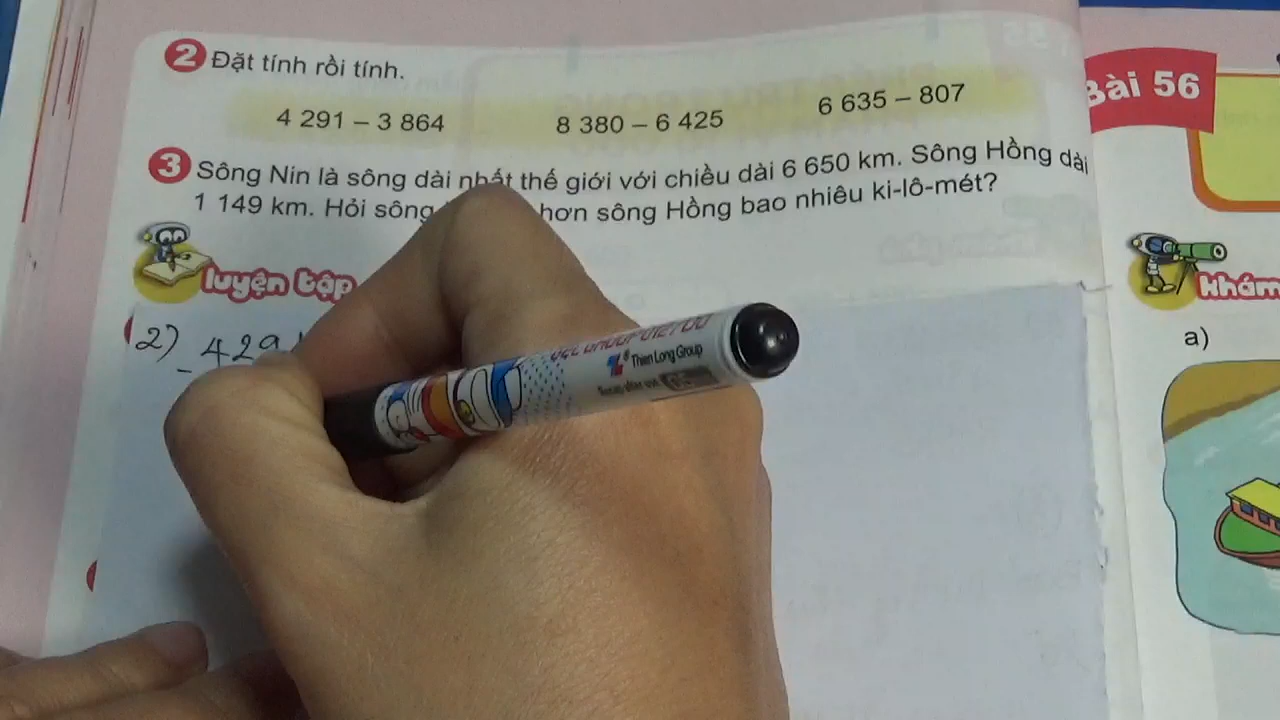 2 Đặt tính rồi tính.
4 291 – 3 864 8 380 – 6 425 6 635 – 807
3 Sông Nin là sông dài nhất thế giới với chiều dài 6 650 km. Sông Hồng dài
1 149 km. Hỏi sông hơn sông Hồng bao nhiêu ki-lô-mét?
luyện tập
2) 429
-
Thien Long Group
Bài 56
khám
a)